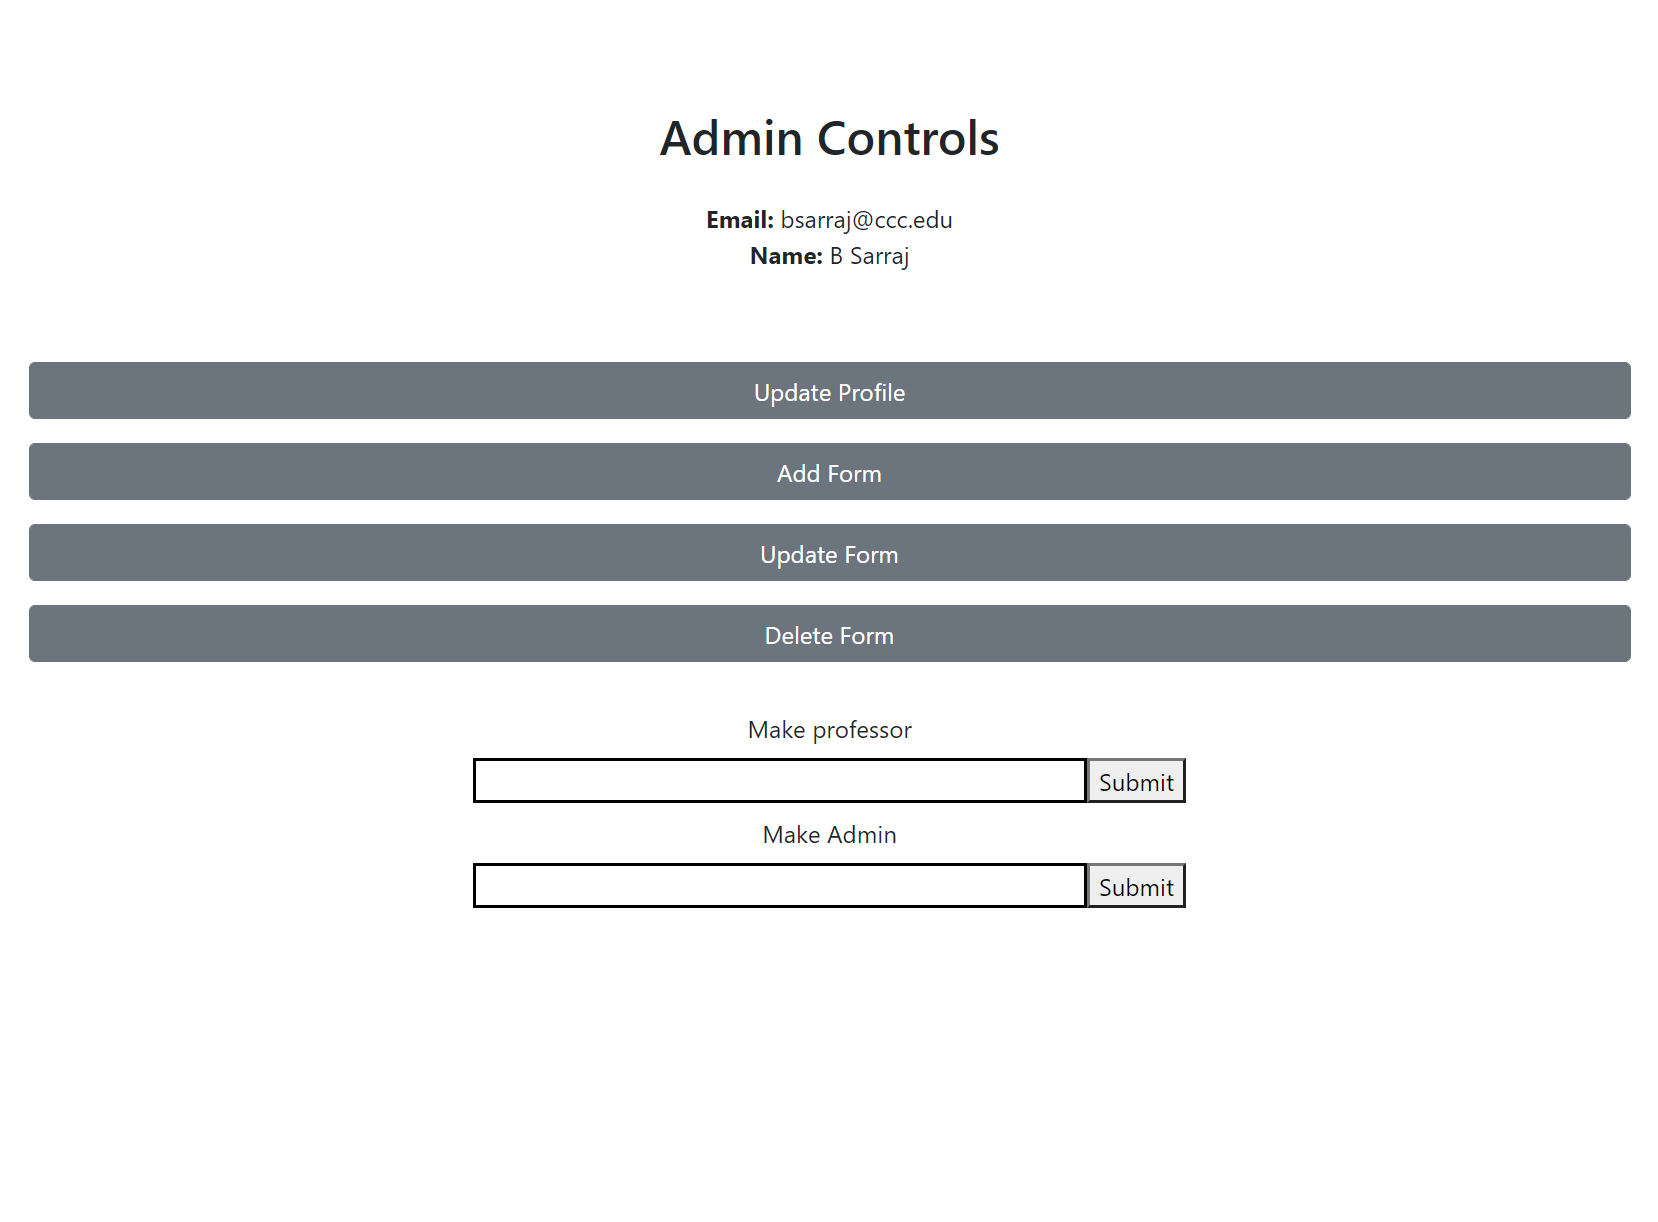 Admin Controls
Email: bsarraj@ccc.edu
Name: B Sarraj
Update Profile
Add Form
Update Form
Delete Form
Make professor
Submit
Make Admin
Submit